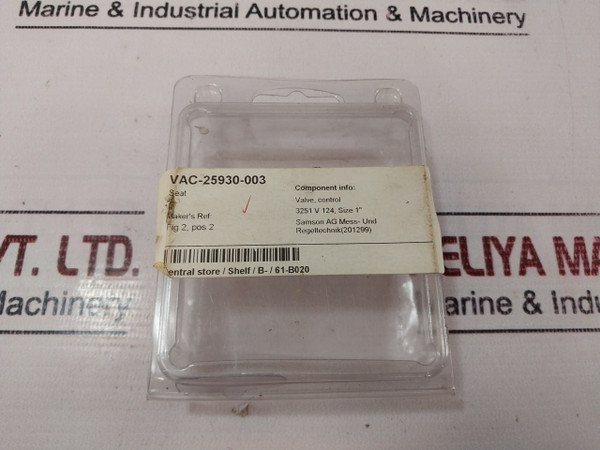 Marine & Industrial Automation & Machinery
VAC-25930-003
Seat
Maker's Ref:
Fig 2, pos 2
Component info:
Valve, control
3251 V 124, Size 1"
Samson AG Mess- Und
Regeltechnik(201299)
entral store / Shelf / B- / 61-B020
VT. LTD.
Machinery
ELIYA MA
arine & Indu